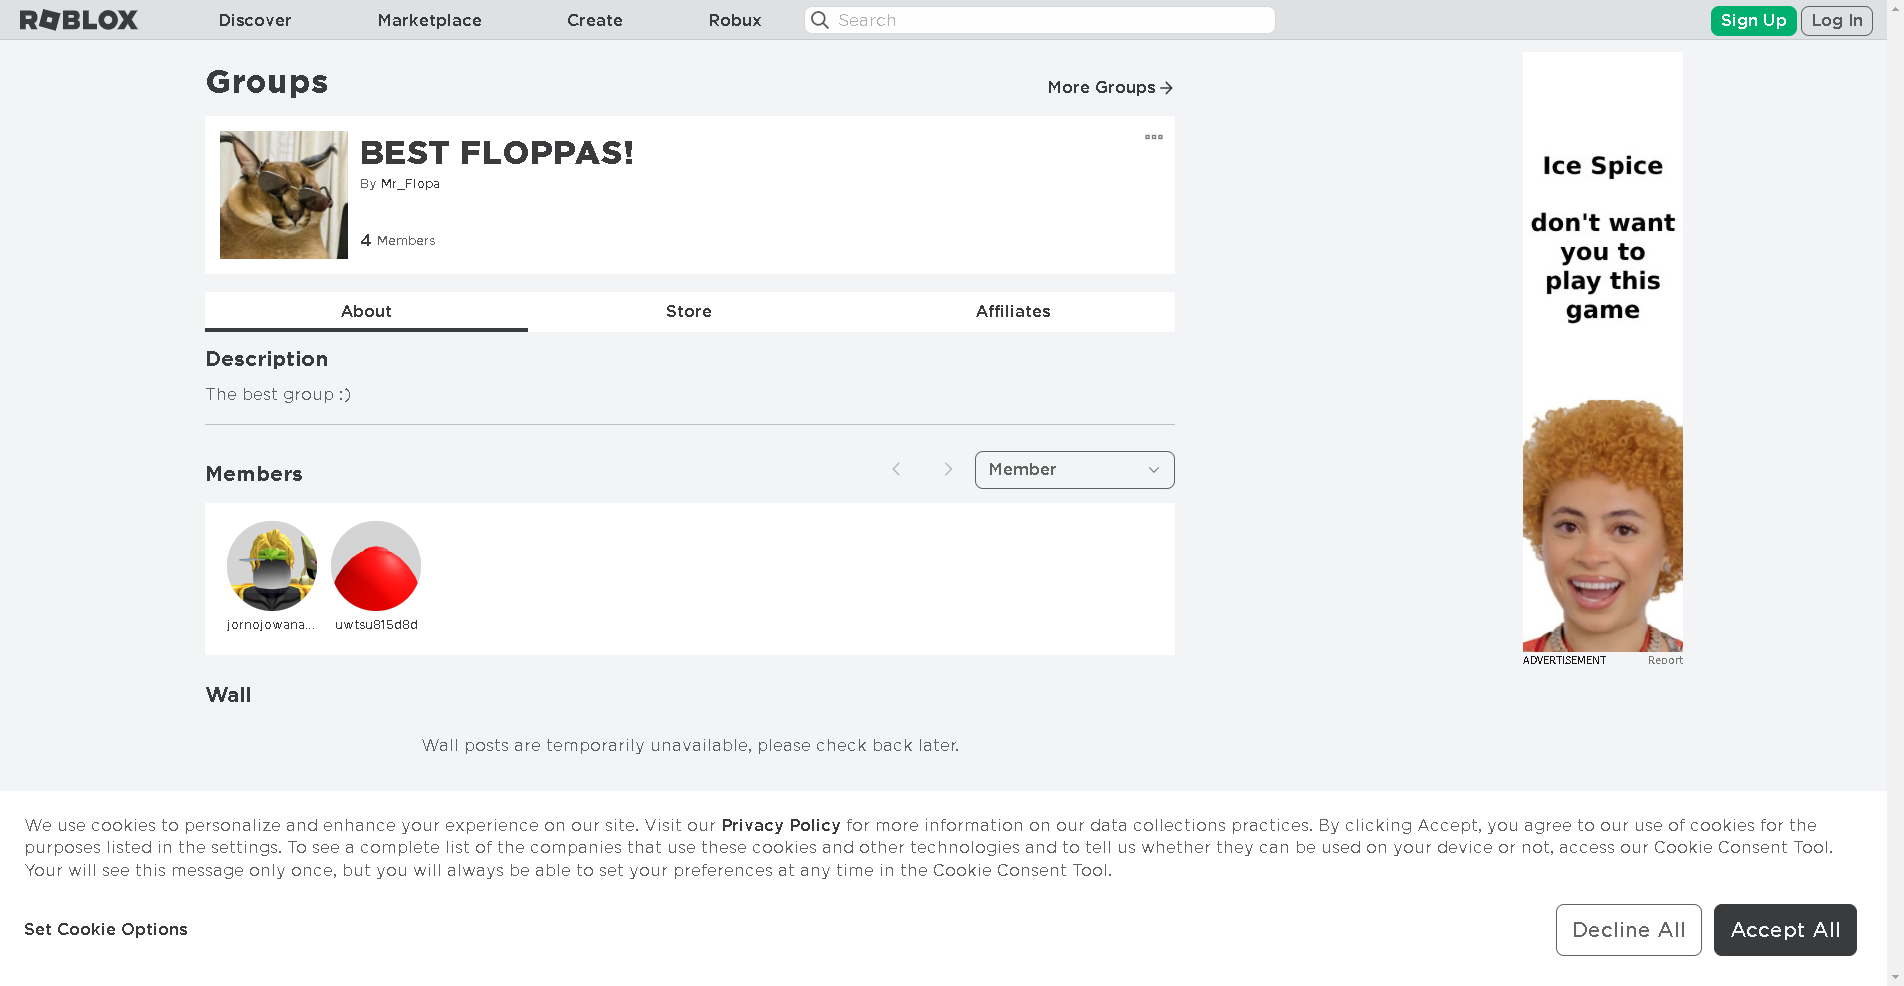 ROBLOX
Discover
Marketplace
Create
Robux
Search
Sign Up
Log In
Groups
More Groups
BEST FLOPPAS!
By Mr_Flopa
4 Members
About
Store
Affiliates
Description
The best group :)
Members
Member
jornojowana...
uwtsu815d8d
Wall
Wall posts are temporarily unavailable, please check back later.
Ice Spice
don't want
you to
play this
game
ADVERTISEMENT
Report
We use cookies to personalize and enhance your experience on our site. Visit our Privacy Policy for more information on our data collections practices. By clicking Accept, you agree to our use of cookies for the
purposes listed in the settings. To see a complete list of the companies that use these cookies and other technologies and to tell us whether they can be used on your device or not, access our Cookie Consent Tool.
Your will see this message only once, but you will always be able to set your preferences at any time in the Cookie Consent Tool.
Set Cookie Options
Decline All
Accept All